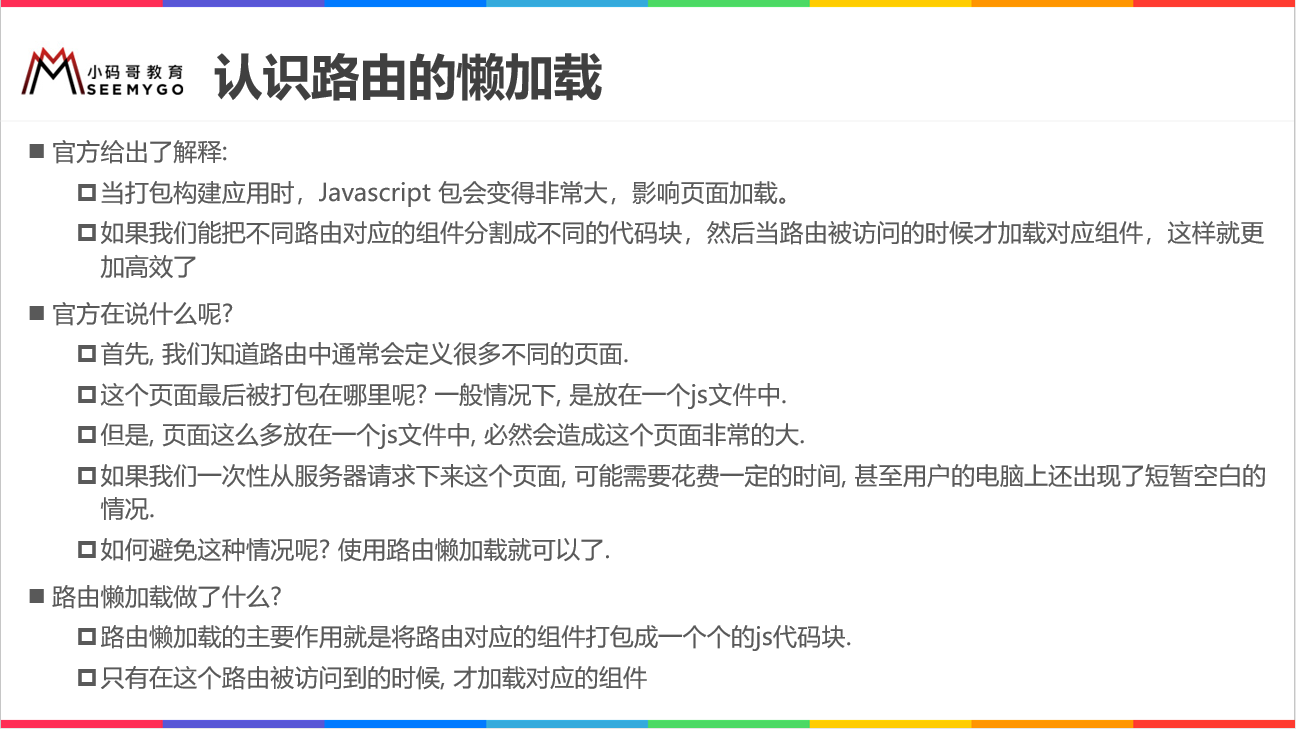 小码哥教育
SEEMYGO
认识路由的懒加载
官方给出了解释:
当打包构建应用时，Javascript 包会变得非常大，影响页面加载。
如果我们能把不同路由对应的组件分割成不同的代码块，然后当路由被访问的时候才加载对应组件，这样就更
加高效了
官方在说什么呢?
首先, 我们知道路由中通常会定义很多不同的页面.
这个页面最后被打包在哪里呢? 一般情况下, 是放在一个js文件中.
但是, 页面这么多放在一个js文件中, 必然会造成这个页面非常的大.
如果我们一次性从服务器请求下来这个页面, 可能需要花费一定的时间, 甚至用户的电脑上还出现了短暂空白的
情况.
如何避免这种情况呢? 使用路由懒加载就可以了.
路由懒加载做了什么?
路由懒加载的主要作用就是将路由对应的组件打包成一个个的js代码块.
只有在这个路由被访问到的时候, 才加载对应的组件